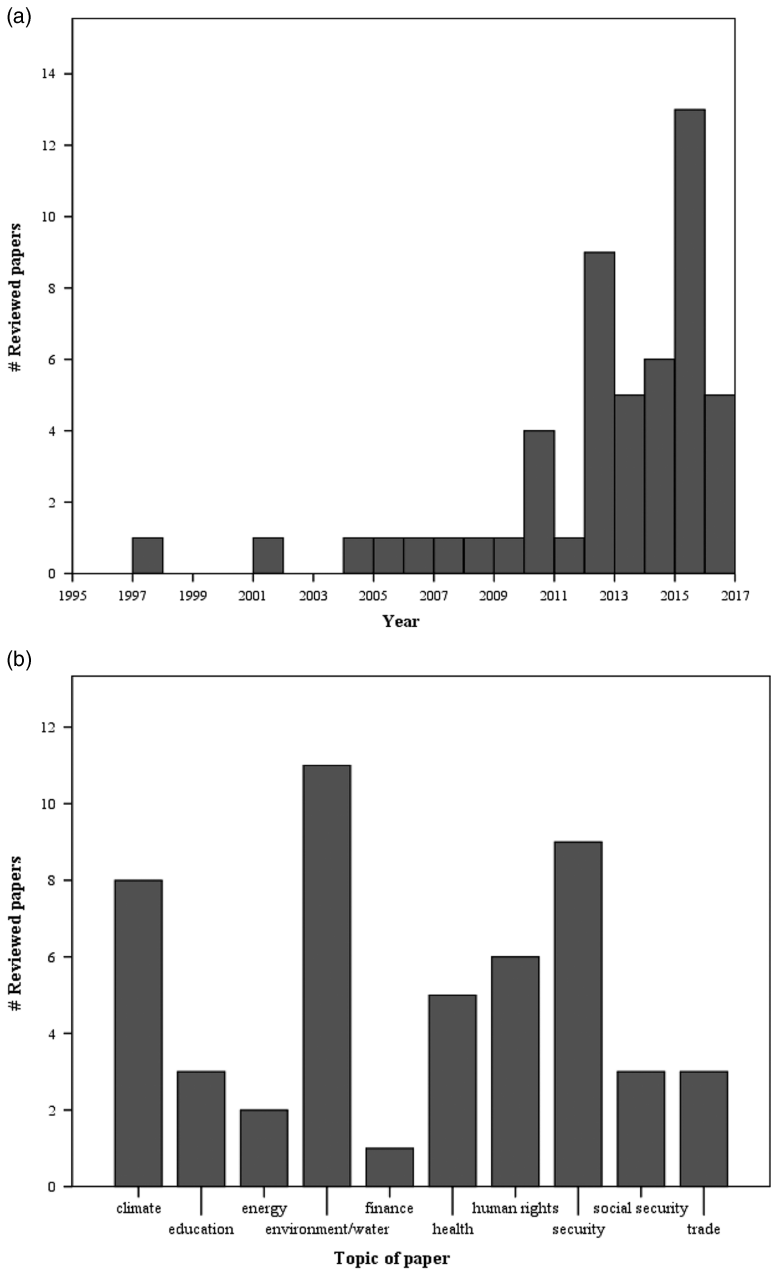 (a)
14
12
10
8
6
4
2
0
# Reviewed papers
1995 1997 1999 2001 2003 2005 2007 2009 2011 2013 2015 2017
Year
(b)
12
10
8
6
4
2
0
# Reviewed papers
climate energy finance human rights social security
education environment/water health security trade
Topic of paper